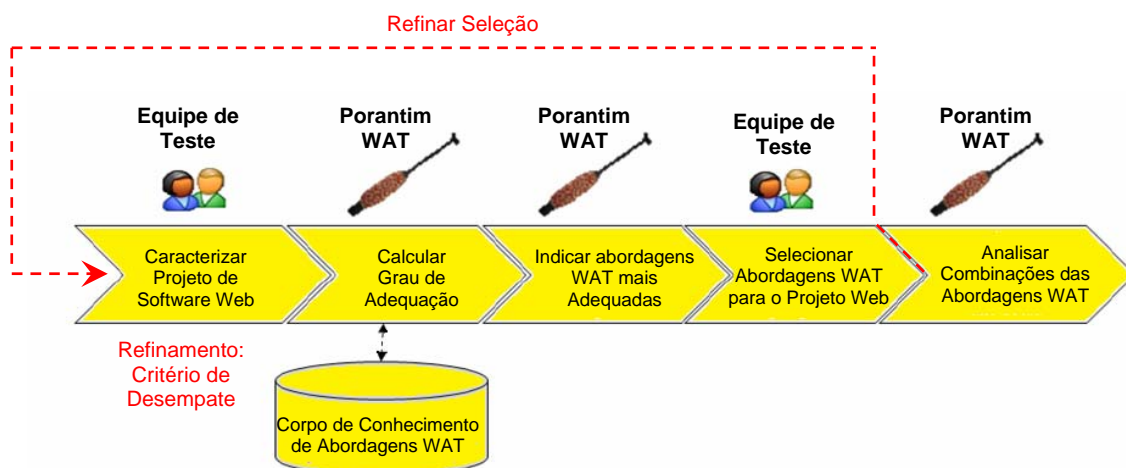 Refinar Seleção
Equipe de
Teste
Porantim
WAT
Porantim
WAT
Equipe de
Teste
Porantim
WAT
Caracterizar
Projeto de
Software Web
Calcular
Grau de
Adequação
Indicar abordagens
WAT mais
Adequadas
Selecionar
Abordagens WAT
para o Projeto Web
Analisar
Combinações das
Abordagens WAT
Refinamento:
Critério de
Desempate
Corpo de Conhecimento
de Abordagens WAT